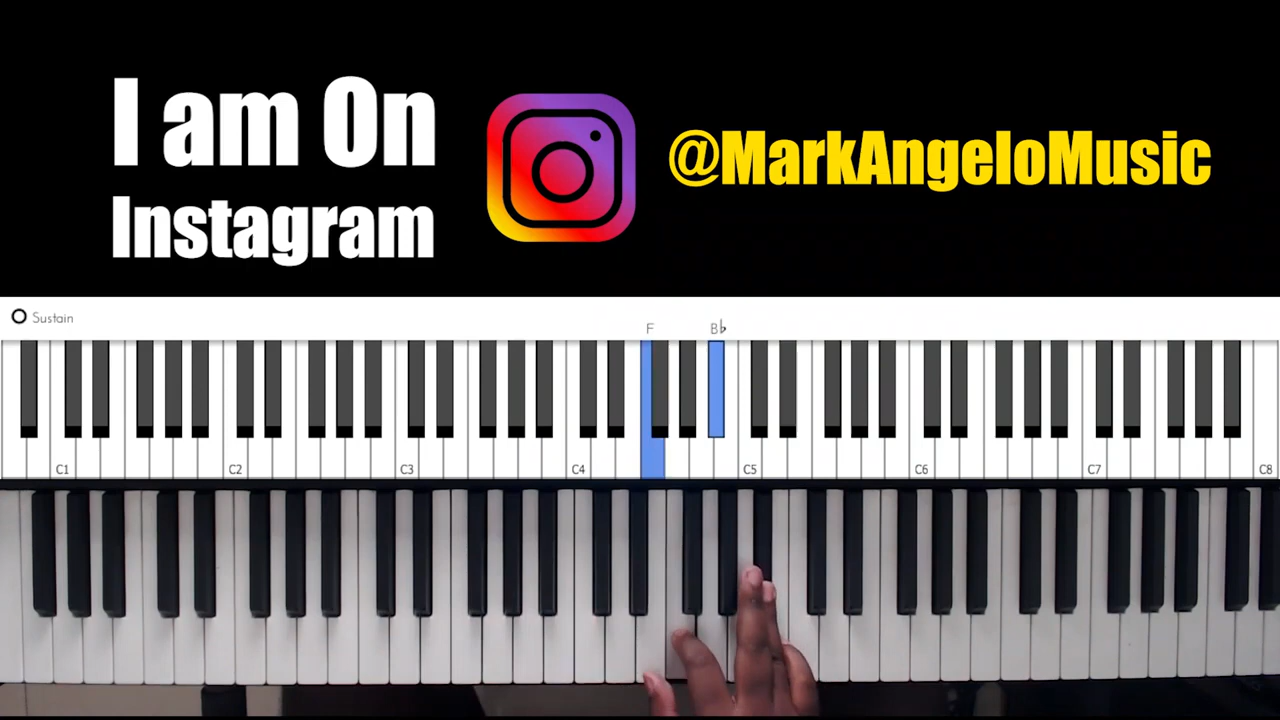 I am On
Instagram
@MarkAngeloMusic
Sustain
F
B♭
C1
C2
C3
C4
C5
C6
C7
C8